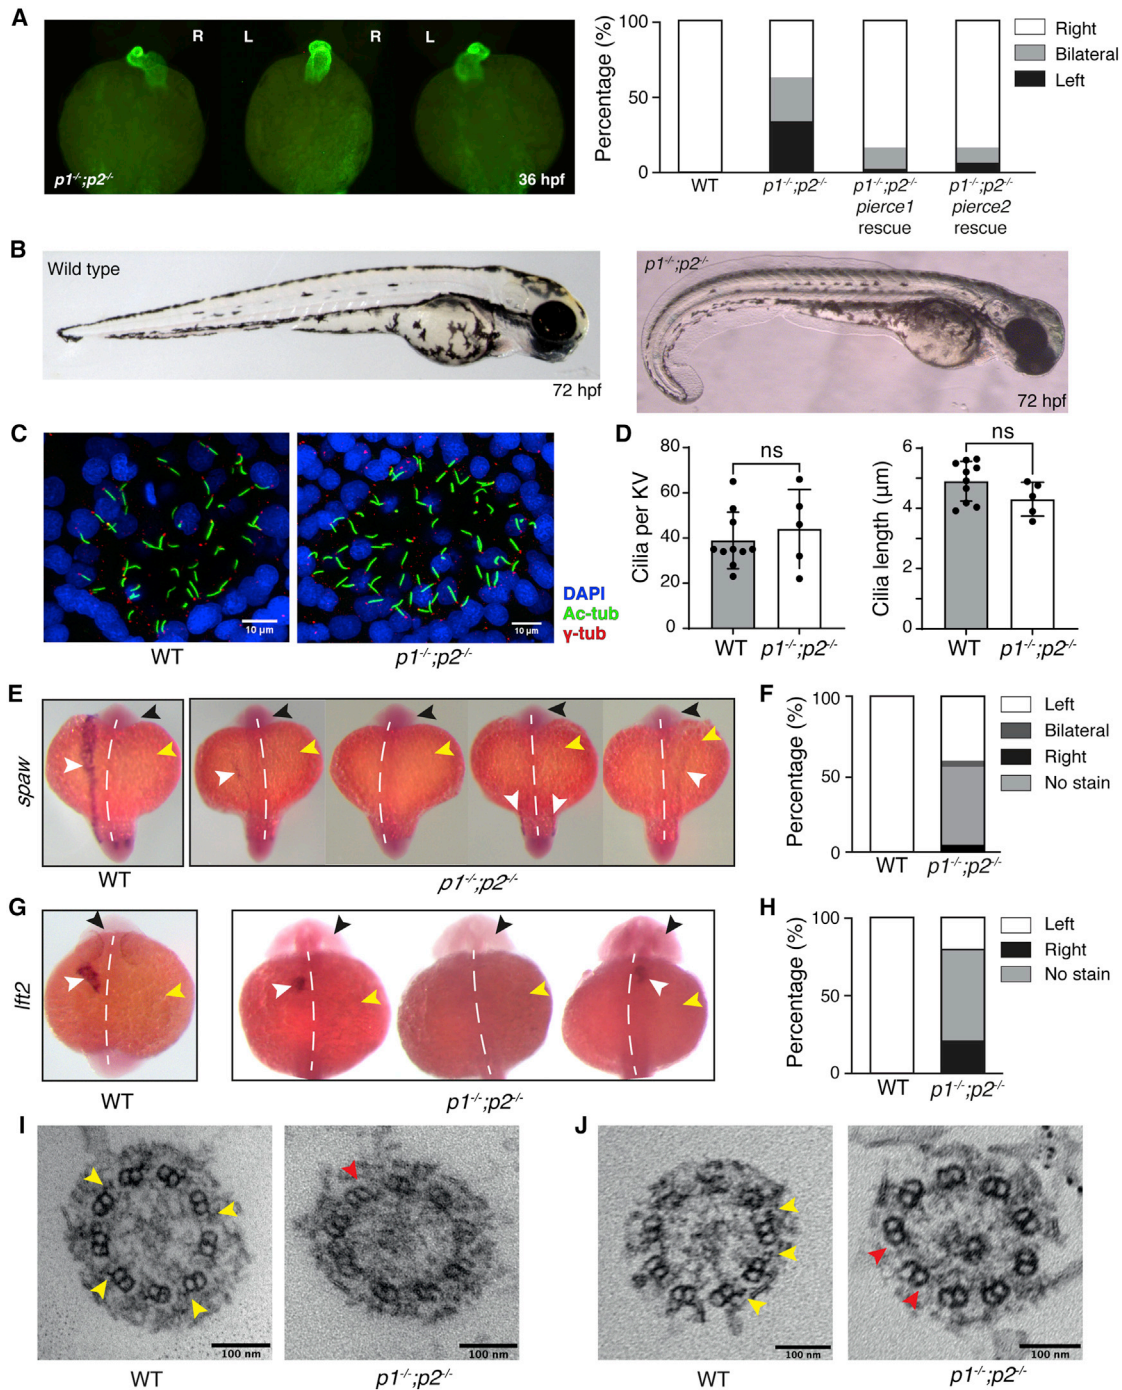 A
R L R L
p1-/-;p2-/- 36 hpf
Percentage (%)
100
50
0
WT
p1-/-;p2-/-
p1-/-;p2-/-
pierce1
rescue
p1-/-;p2-/-
pierce2
rescue
Right
Bilateral
Left
B
Wild type
72 hpf
p1-/-;p2-/-
72 hpf
C
10 µm
WT
10 µm
p1-/-;p2-/-
DAPI
Ac-tub
γ-tub
D
Cilia per KV
80
60
40
20
0
ns
WT p1-/-;p2-/-
Cilia length (µm)
6
4
2
0
ns
WT p1-/-;p2-/-
E
spaw
WT
p1-/-;p2-/-
F
Percentage (%)
100
50
0
WT p1-/-;p2-/-
Left
Bilateral
Right
No stain
G
lft2
WT
p1-/-;p2-/-
H
Percentage (%)
100
50
0
WT p1-/-;p2-/-
Left
Right
No stain
I
100 nm
WT
100 nm
p1-/-;p2-/-
J
100 nm
WT
100 nm
p1-/-;p2-/-